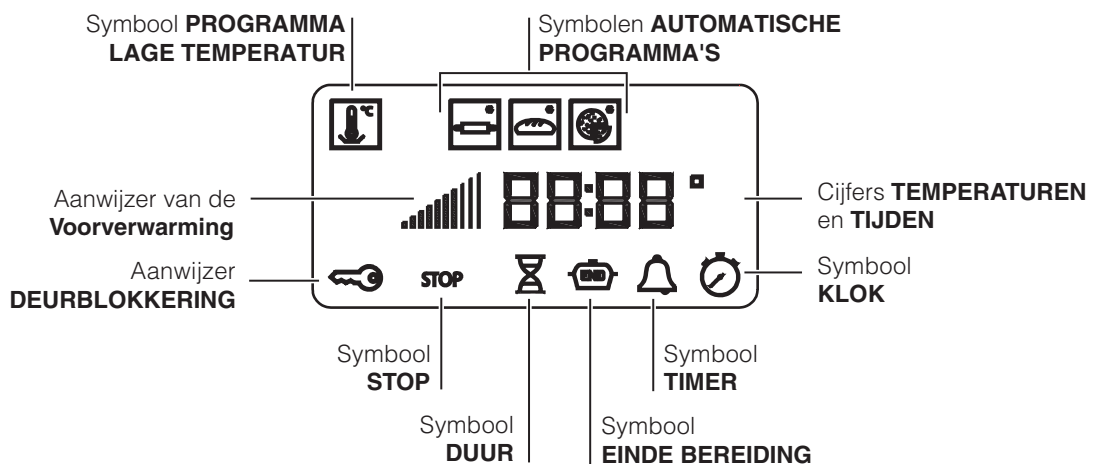 Symbool PROGRAMMA
LAGE TEMPERATUR
Symbolen AUTOMATISCHE
PROGRAMMA'S
°C
88:88
Aanwijzer van de
Voorverwarming
Cijfers TEMPERATUREN
en TIJDEN
Aanwijzer
DEURBLOKKERING
STOP
END
Symbool
KLOK
Symbool
STOP
Symbool
TIMER
Symbool
DUUR
Symbool
EINDE BEREIDING